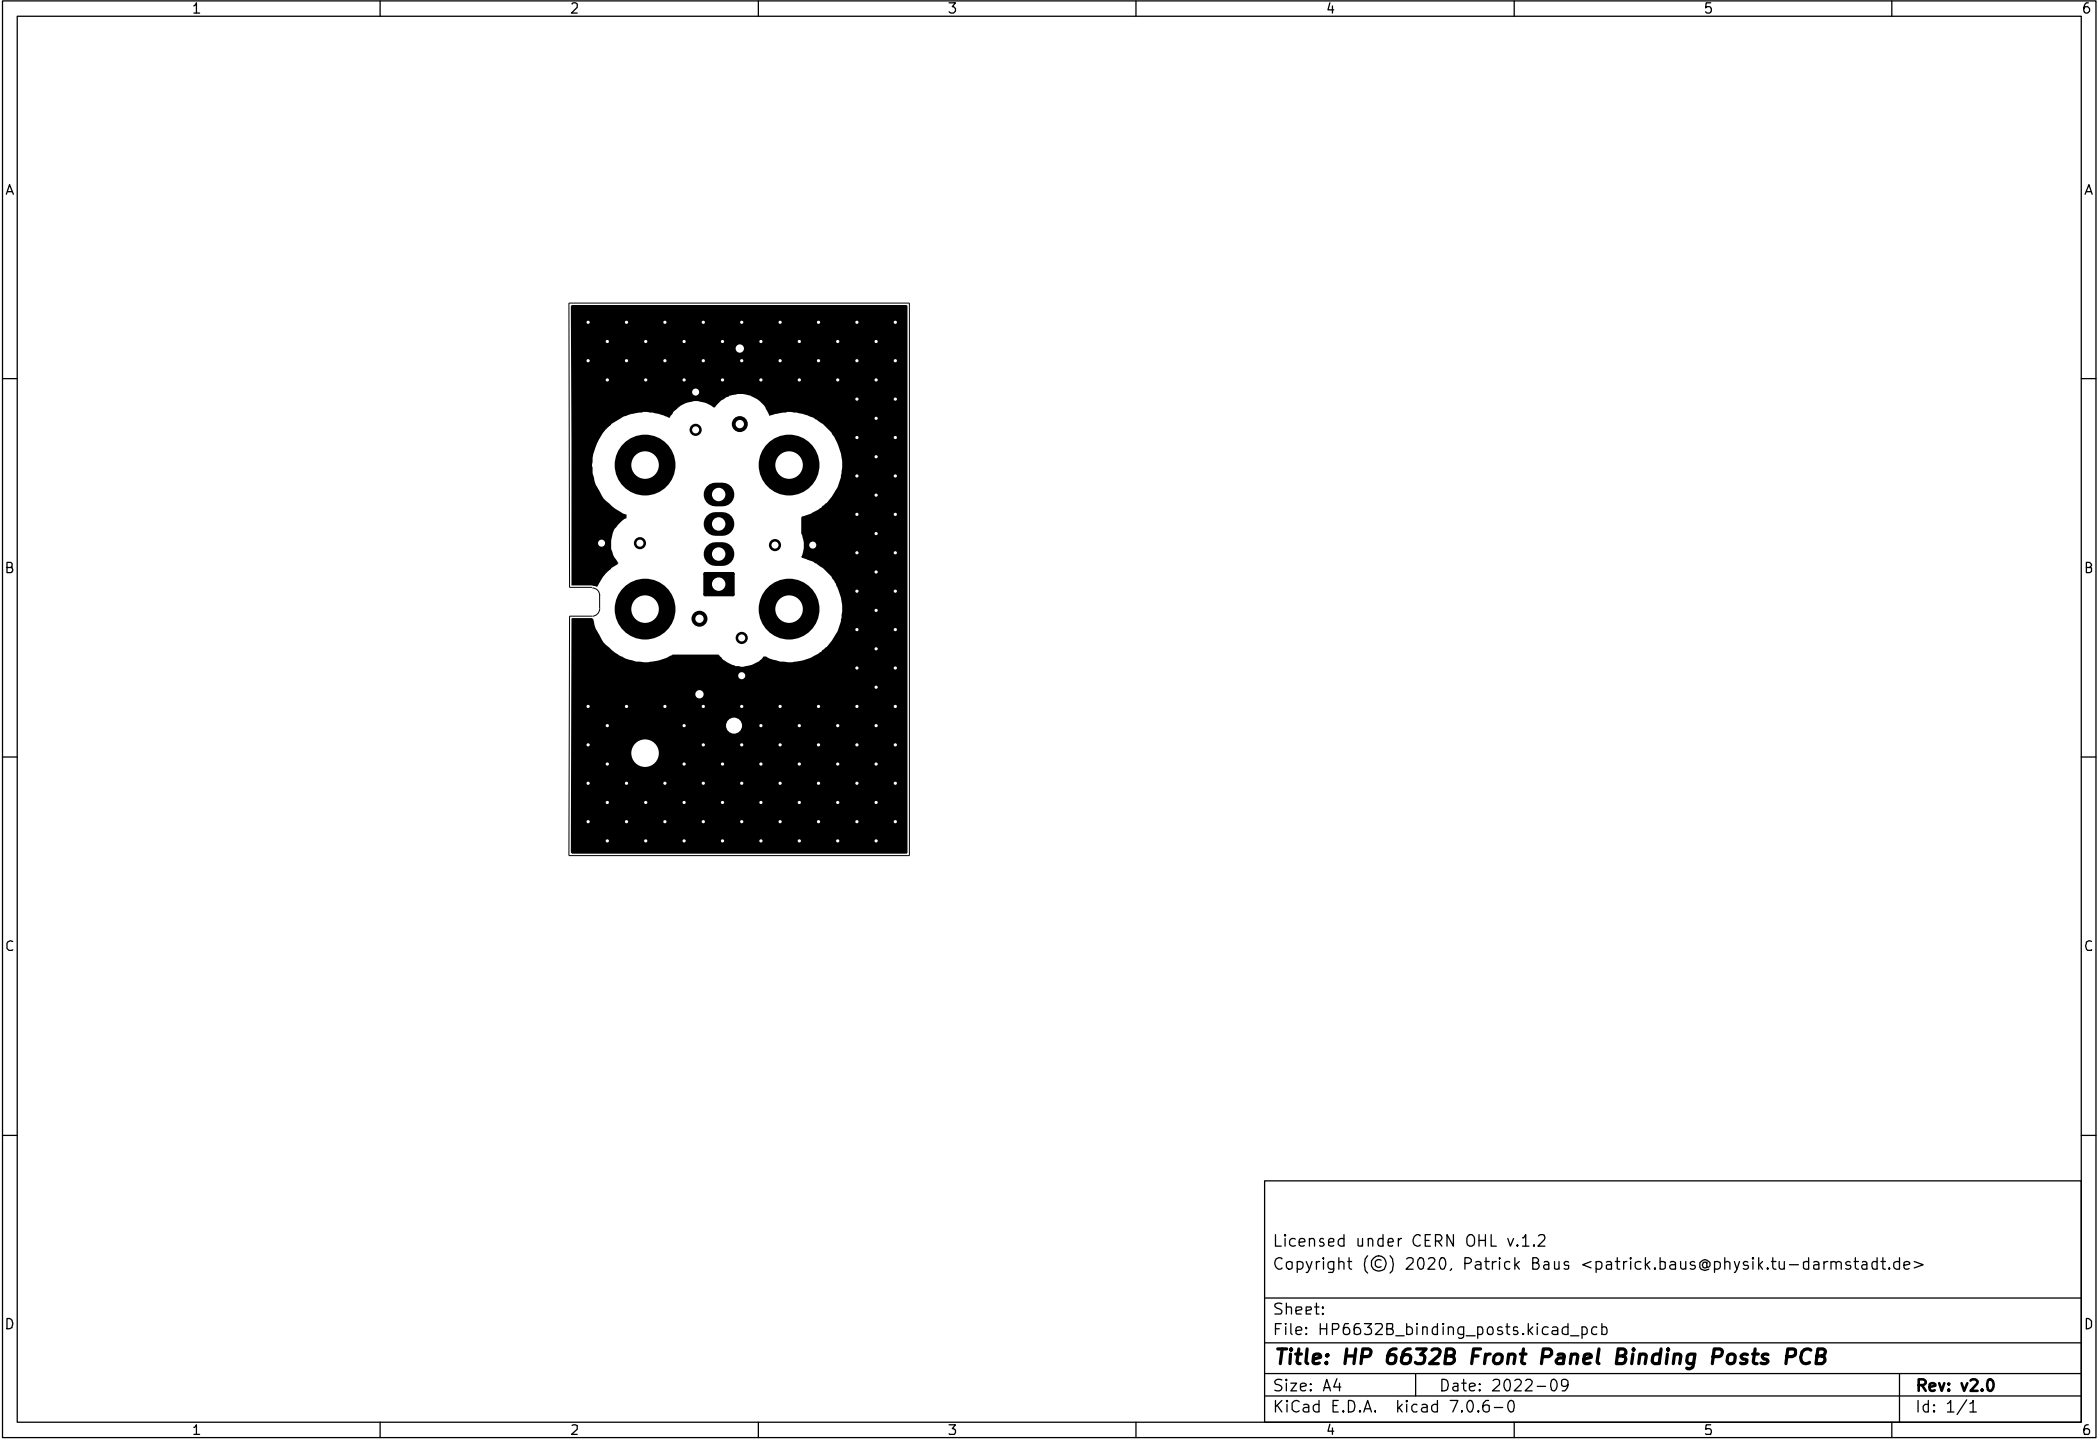 1 2 3 4 5 6
A A
B B
C C
Licensed under CERN OHL v.1.2
Copyright (©) 2020, Patrick Baus <patrick.baus@physik.tu-darmstadt.de>
Sheet:
D D
File: HP6632B_binding_posts.kicad_pcb
Title: HP 6632B Front Panel Binding Posts PCB
Size: A4 Date: 2022-09 Rev: v2.0
KiCad E.D.A. kicad 7.0.6-0 Id: 1/1
1 2 3 4 5 6